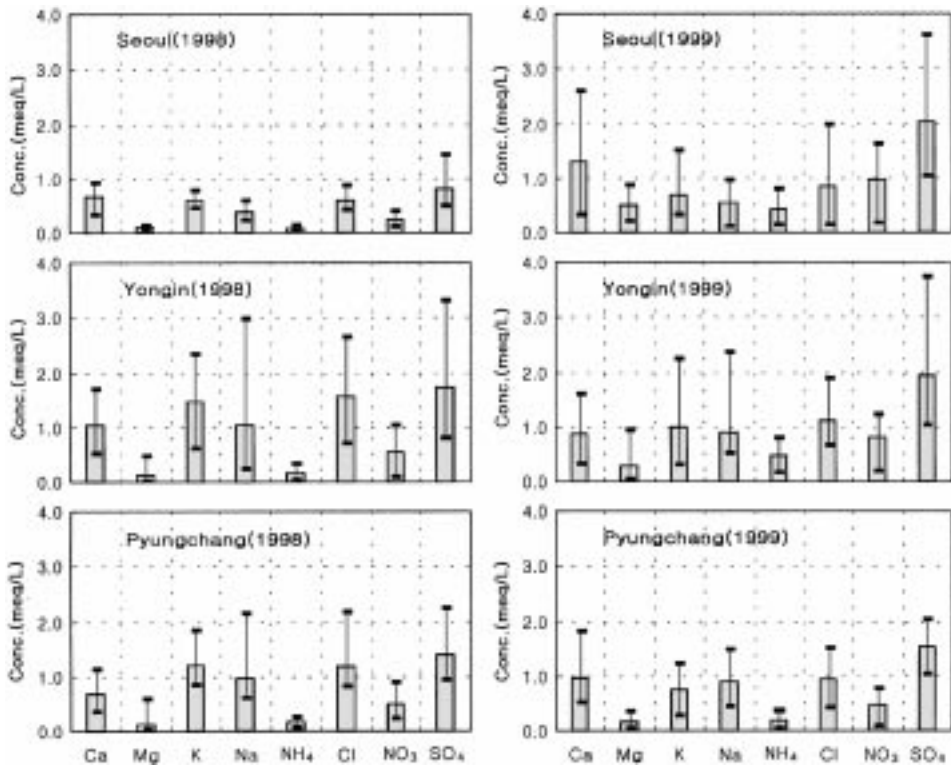 4.0
3.0
2.0
1.0
0.0
Conc.(meq/L)
Seoul(1998)
4.0
3.0
2.0
1.0
0.0
Conc.(meq/L)
Seoul(1999)
4.0
3.0
2.0
1.0
0.0
Conc.(meq/L)
Yongin(1998)
4.0
3.0
2.0
1.0
0.0
Conc.(meq/L)
Yongin(1999)
4.0
3.0
2.0
1.0
0.0
Conc.(meq/L)
Pyungchang(1998)
Ca Mg K Na NH₄ Cl NO₃ SO₄
4.0
3.0
2.0
1.0
0.0
Conc.(meq/L)
Pyungchang(1999)
Ca Mg K Na NH₄ Cl NO₃ SO₄